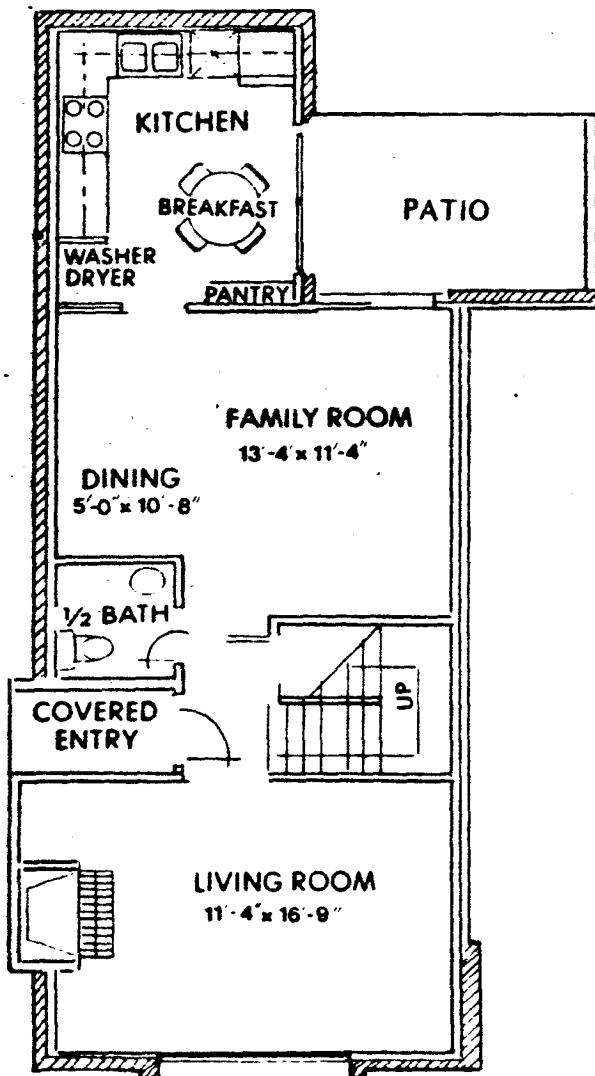 KITCHEN
BREAKFAST
PATIO
WASHER
DRYER
PANTRY
FAMILY ROOM
13'-4" x 11'-4"
DINING
5'-0" x 10'-8"
1/2 BATH
COVERED
ENTRY
UP
LIVING ROOM
11'-4" x 16'-9"